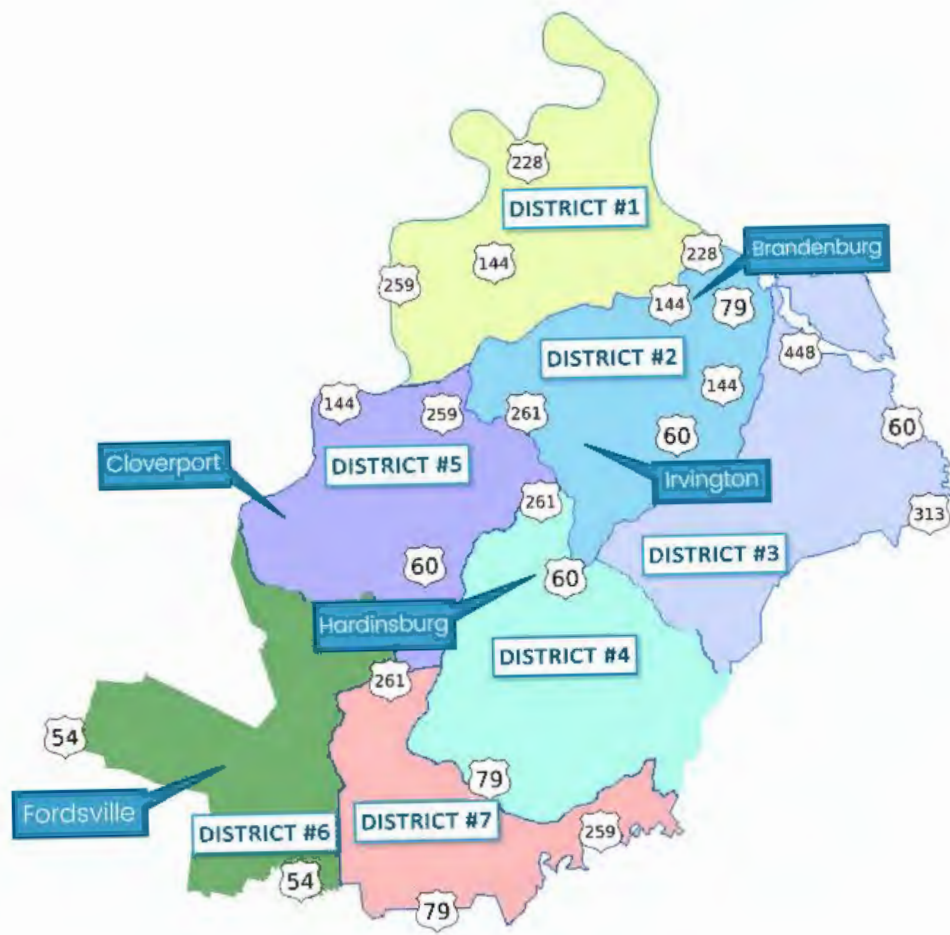 228
DISTRICT #1
228
Brandenburg
144
259
144
79
DISTRICT #2
448
144
144
259
261
60
60
Cloverport
DISTRICT #5
Irvington
261
313
DISTRICT #3
60
60
Hardinsburg
DISTRICT #4
261
54
79
Fordsville
DISTRICT #7
DISTRICT #6
259
54
79